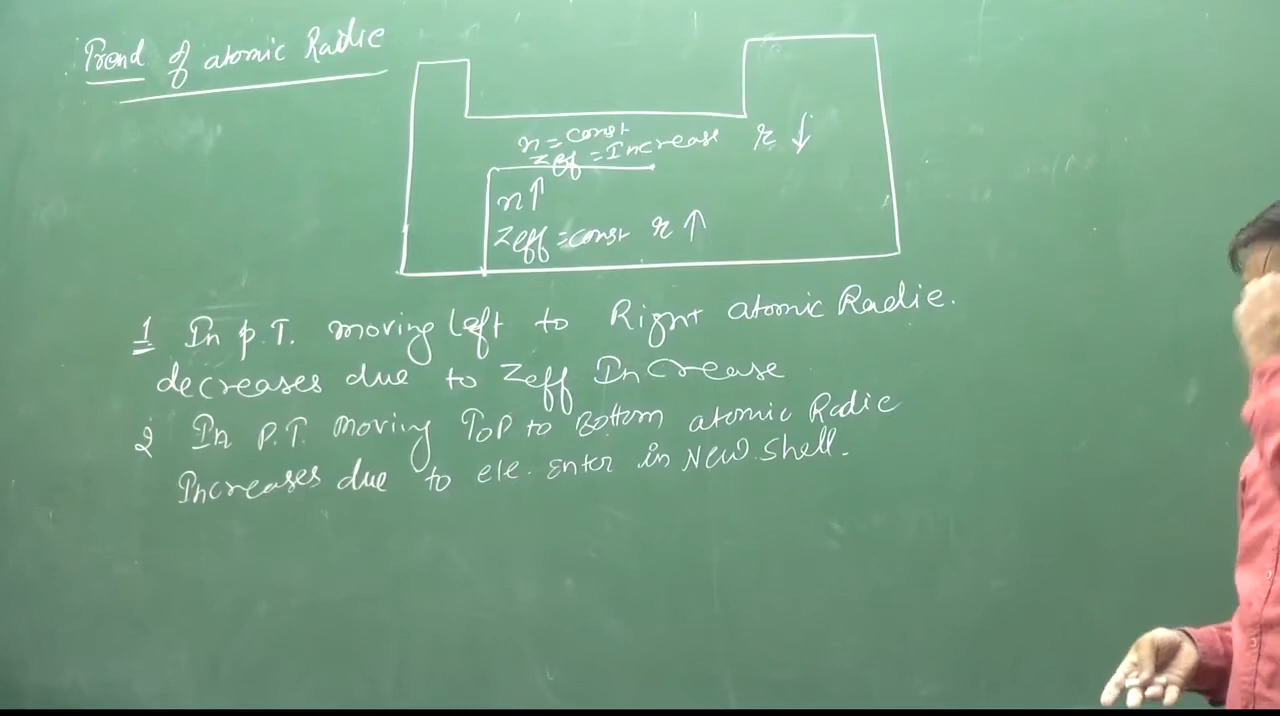 Trend of atomic Radie
n = const
Zeff = Increase r ↓
n ↑
Zeff = const r ↑
1 In p.T. moving left to Right atomic Radie.
decreases due to Zeff Increase
2 In P.T. moving Top to Bottom atomic Radie
Increases due to ele. Enter in New Shell.